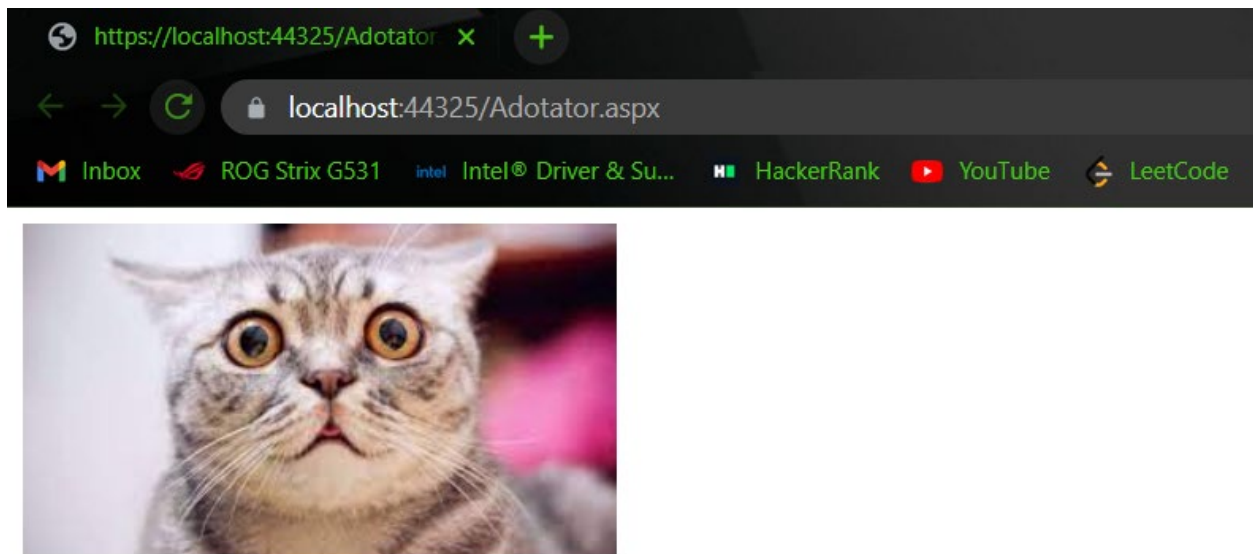 https://localhost:44325/Adotator
localhost:44325/Adotator.aspx
Inbox ROG Strix G531 intel Intel® Driver & Su... HackerRank YouTube LeetCode